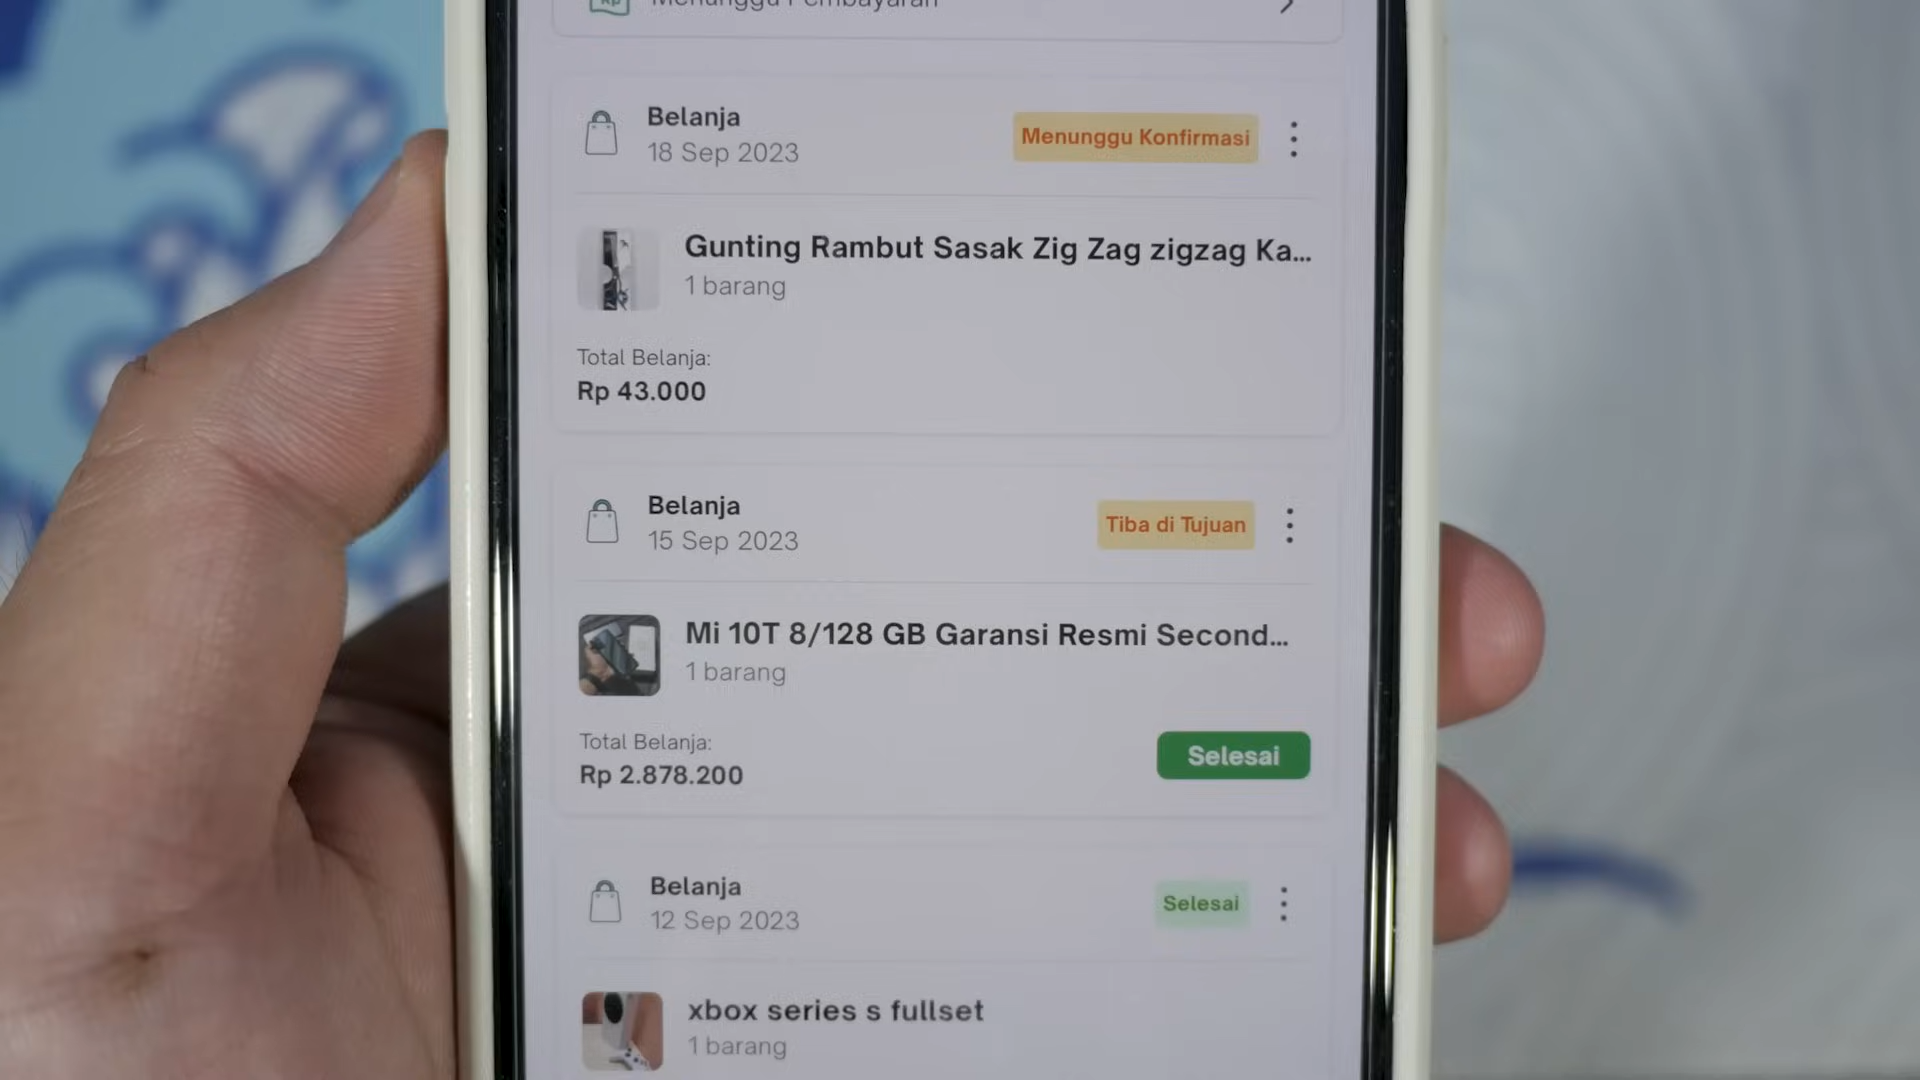 Menunggu Pembayaran
Belanja
18 Sep 2023
Menunggu Konfirmasi
Gunting Rambut Sasak Zig Zag zigzag Ka...
1 barang
Total Belanja:
Rp 43.000
Belanja
15 Sep 2023
Tiba di Tujuan
Mi 10T 8/128 GB Garansi Resmi Second...
1 barang
Total Belanja:
Rp 2.878.200
Selesai
Belanja
12 Sep 2023
Selesai
xbox series s fullset
1 barang